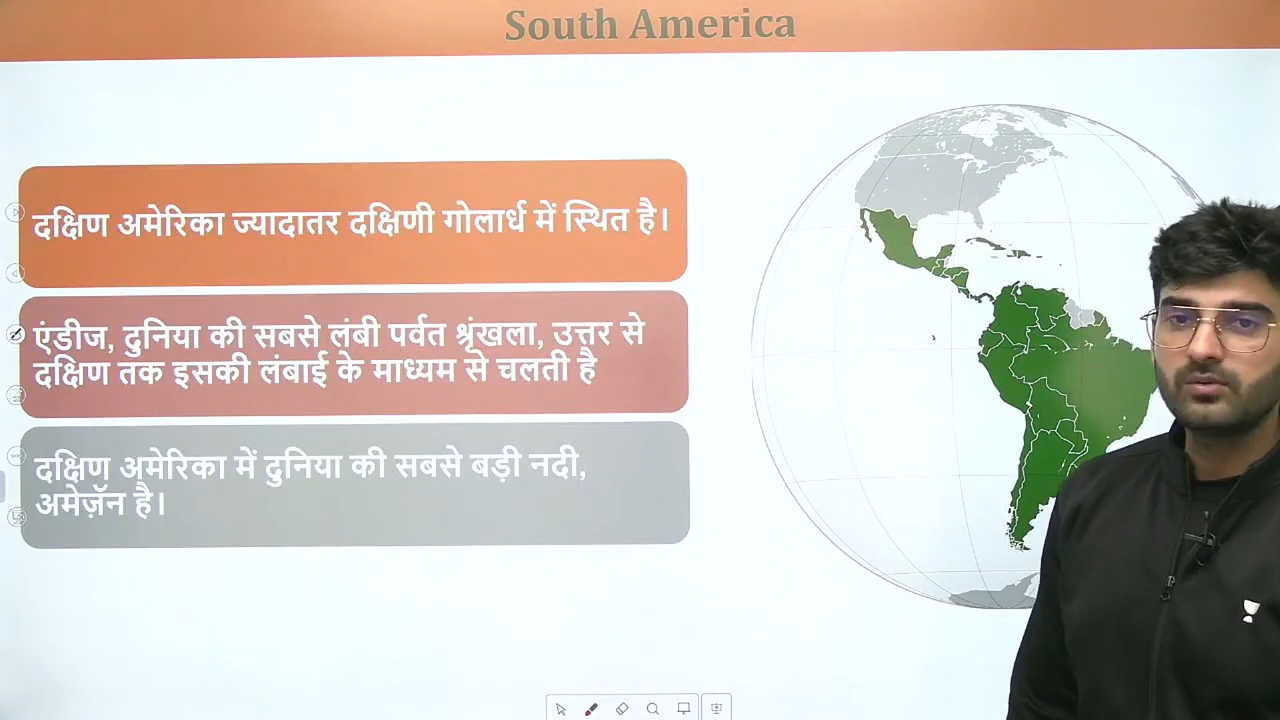 South America
दक्षिण अमेरिका ज्यादातर दक्षिणी गोलार्ध में स्थित है।
एंडीज, दुनिया की सबसे लंबी पर्वत श्रृंखला, उत्तर से
दक्षिण तक इसकी लंबाई के माध्यम से चलती है
दक्षिण अमेरिका में दुनिया की सबसे बड़ी नदी,
अमेज़ॅन है।